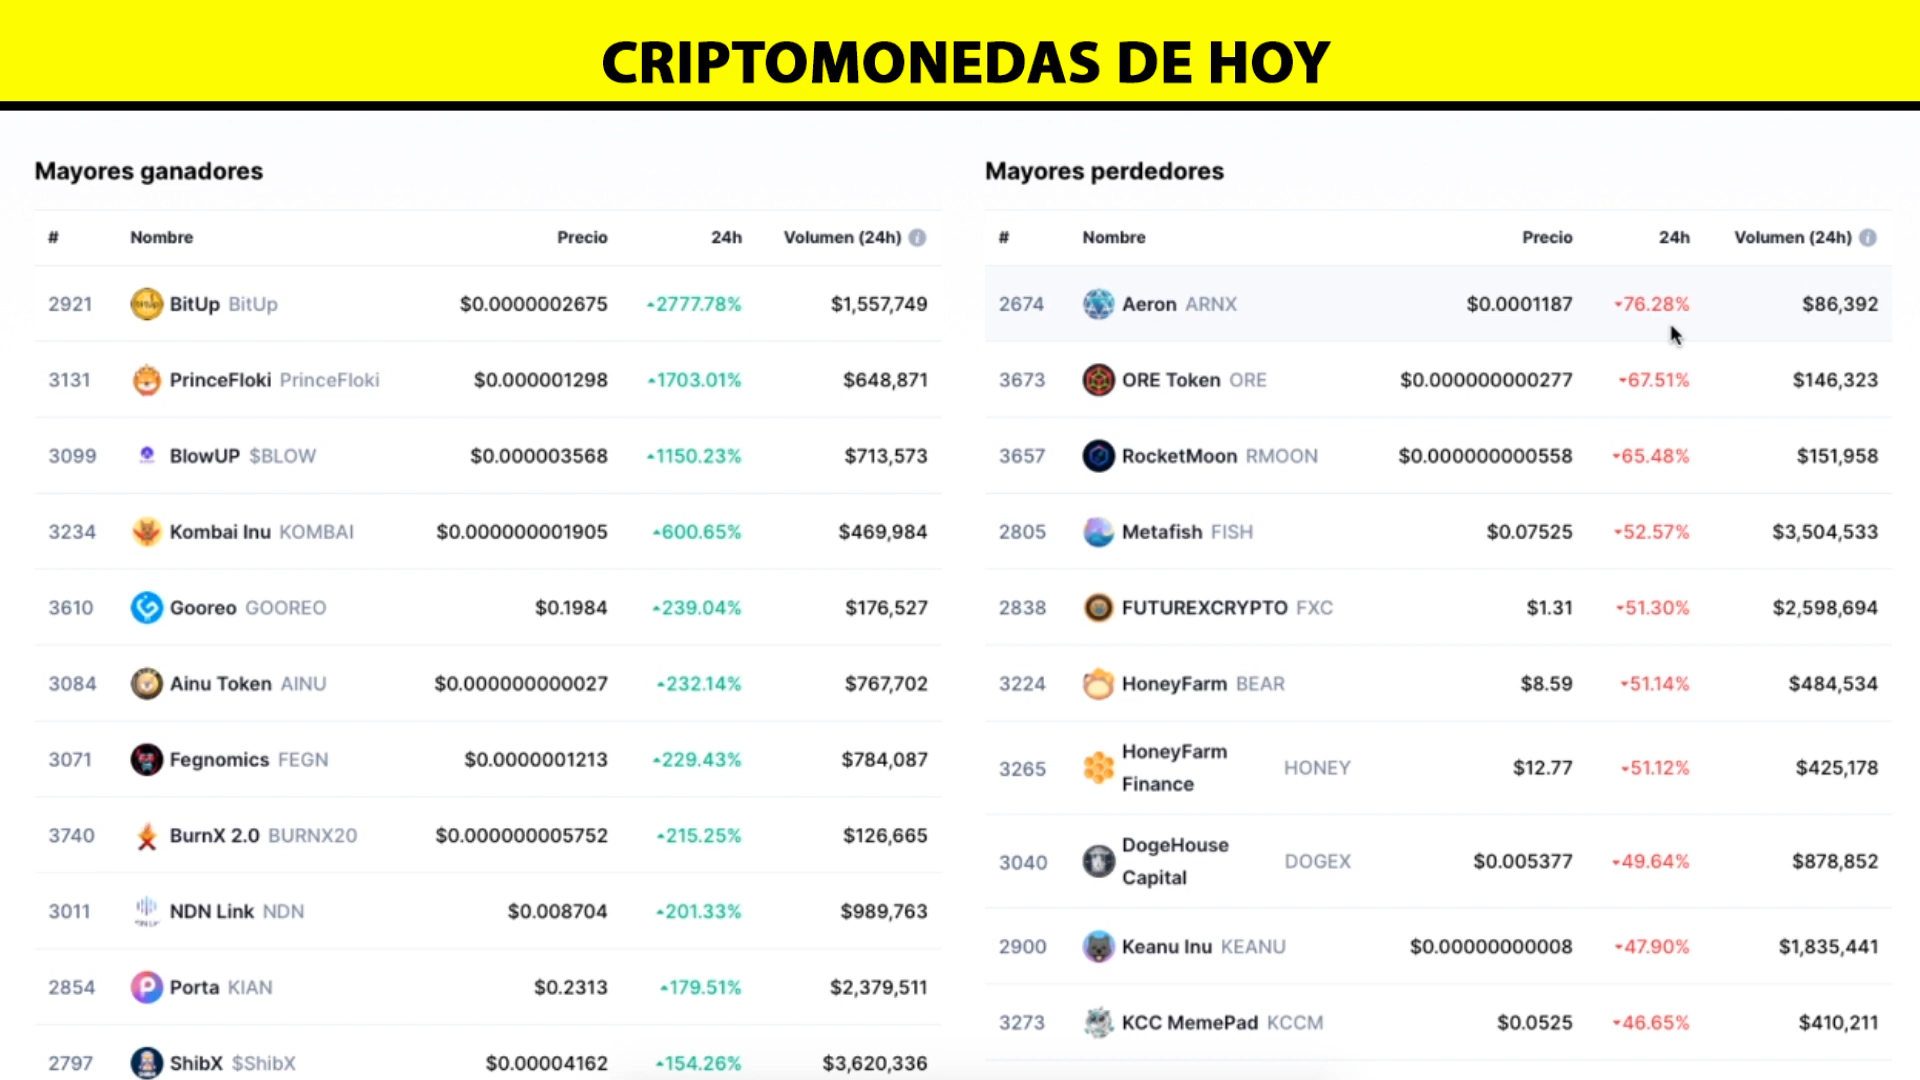 CRIPTOMONEDAS DE HOY
Mayores ganadores
# Nombre Precio 24h Volumen (24h)
2921 BitUp BitUp $0.0000002675 2777.78% $1,557,749
3131 PrinceFloki PrinceFloki $0.000001298 1703.01% $648,871
3099 BlowUP $BLOW $0.000003568 1150.23% $713,573
3234 Kombai Inu KOMBAI $0.000000001905 600.65% $469,984
3610 Gooreo GOOREO $0.1984 239.04% $176,527
3084 Ainu Token AINU $0.000000000027 232.14% $767,702
3071 Fegnomics FEGN $0.0000001213 229.43% $784,087
3740 BurnX 2.0 BURNX20 $0.000000005752 215.25% $126,665
3011 NDN Link NDN $0.008704 201.33% $989,763
2854 Porta KIAN $0.2313 179.51% $2,379,511
2797 ShibX $ShibX $0.00004162 154.26% $3,620,336
Mayores perdedores
# Nombre Precio 24h Volumen (24h)
2674 Aeron ARNX $0.0001187 76.28% $86,392
3673 ORE Token ORE $0.000000000277 67.51% $146,323
3657 RocketMoon RMOON $0.000000000558 65.48% $151,958
2805 Metafish FISH $0.07525 52.57% $3,504,533
2838 FUTUREXCRYPTO FXC $1.31 51.30% $2,598,694
3224 HoneyFarm BEAR $8.59 51.14% $484,534
3265 HoneyFarm Finance HONEY $12.77 51.12% $425,178
3040 DogeHouse Capital DOGEX $0.005377 49.64% $878,852
2900 Keanu Inu KEANU $0.00000000008 47.90% $1,835,441
3273 KCC MemePad KCCM $0.0525 46.65% $410,211